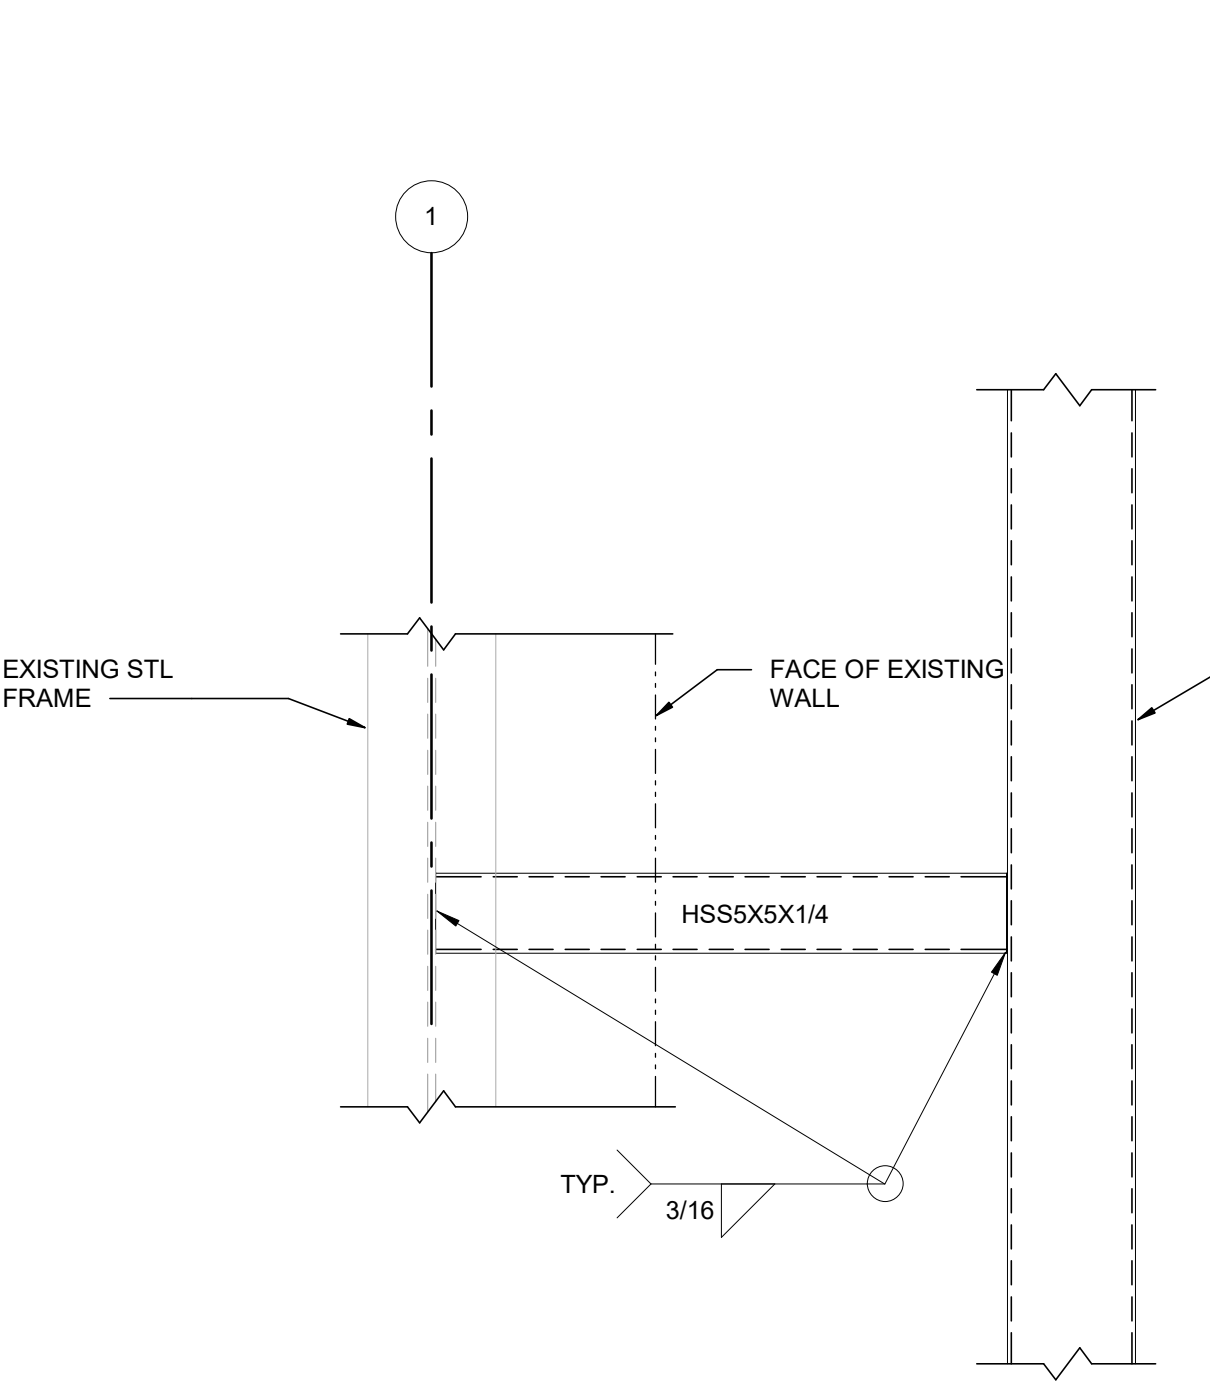 1
EXISTING STL
FRAME
FACE OF EXISTING
WALL
HSS5X5X1/4
TYP.
3/16